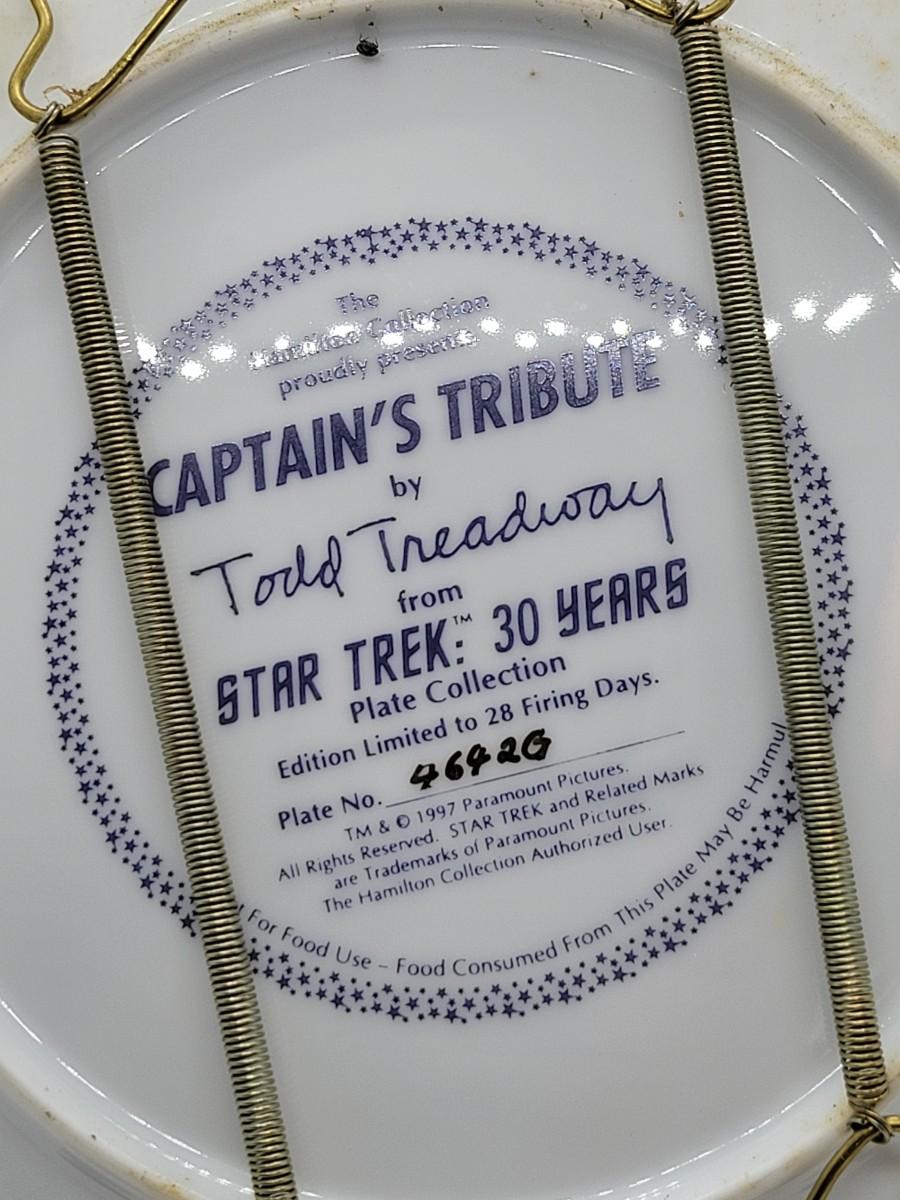 The
Hamilton Collection
proudly presents
CAPTAIN'S TRIBUTE
by
Todd Treadway
from
STAR TREK:™ 30 YEARS
Plate Collection
Edition Limited to 28 Firing Days.
Plate No. 4642G
TM & © 1997 Paramount Pictures.
All Rights Reserved. STAR TREK and Related Marks
are Trademarks of Paramount Pictures.
The Hamilton Collection Authorized User.
For Food Use – Food Consumed From This Plate May Be Harmul